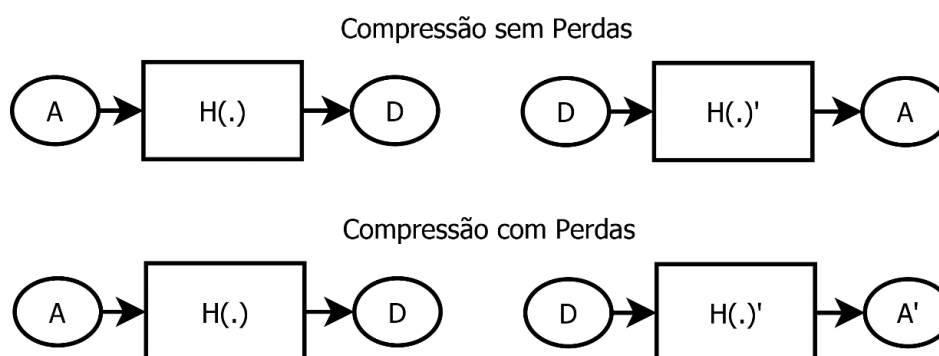 Compressão sem Perdas
A H(.) D D H(.)' A
Compressão com Perdas
A H(.) D D H(.)' A'